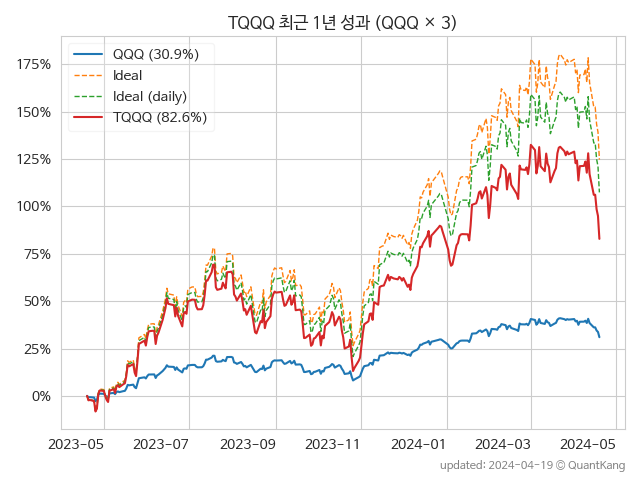 TQQQ 최근 1년 성과 (QQQ × 3)
QQQ (30.9%)
Ideal
Ideal (daily)
TQQQ (82.6%)
175%
150%
125%
100%
75%
50%
25%
0%
2023-05 2023-07 2023-09 2023-11 2024-01 2024-03 2024-05
updated: 2024-04-19 © QuantKang